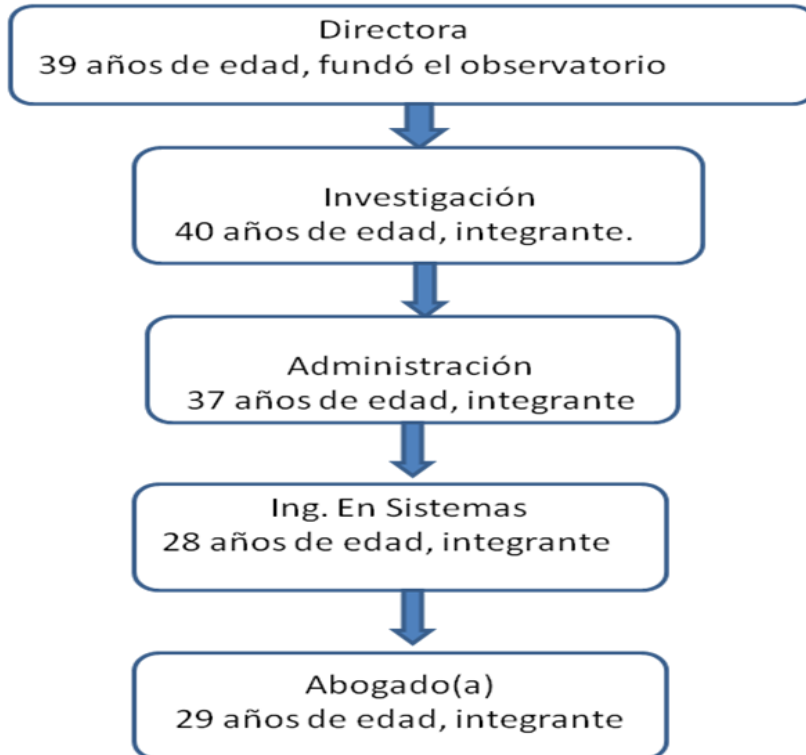 Directora
39 años de edad, fundó el observatorio
Investigación
40 años de edad, integrante.
Administración
37 años de edad, integrante
Ing. En Sistemas
28 años de edad, integrante
Abogado(a)
29 años de edad, integrante